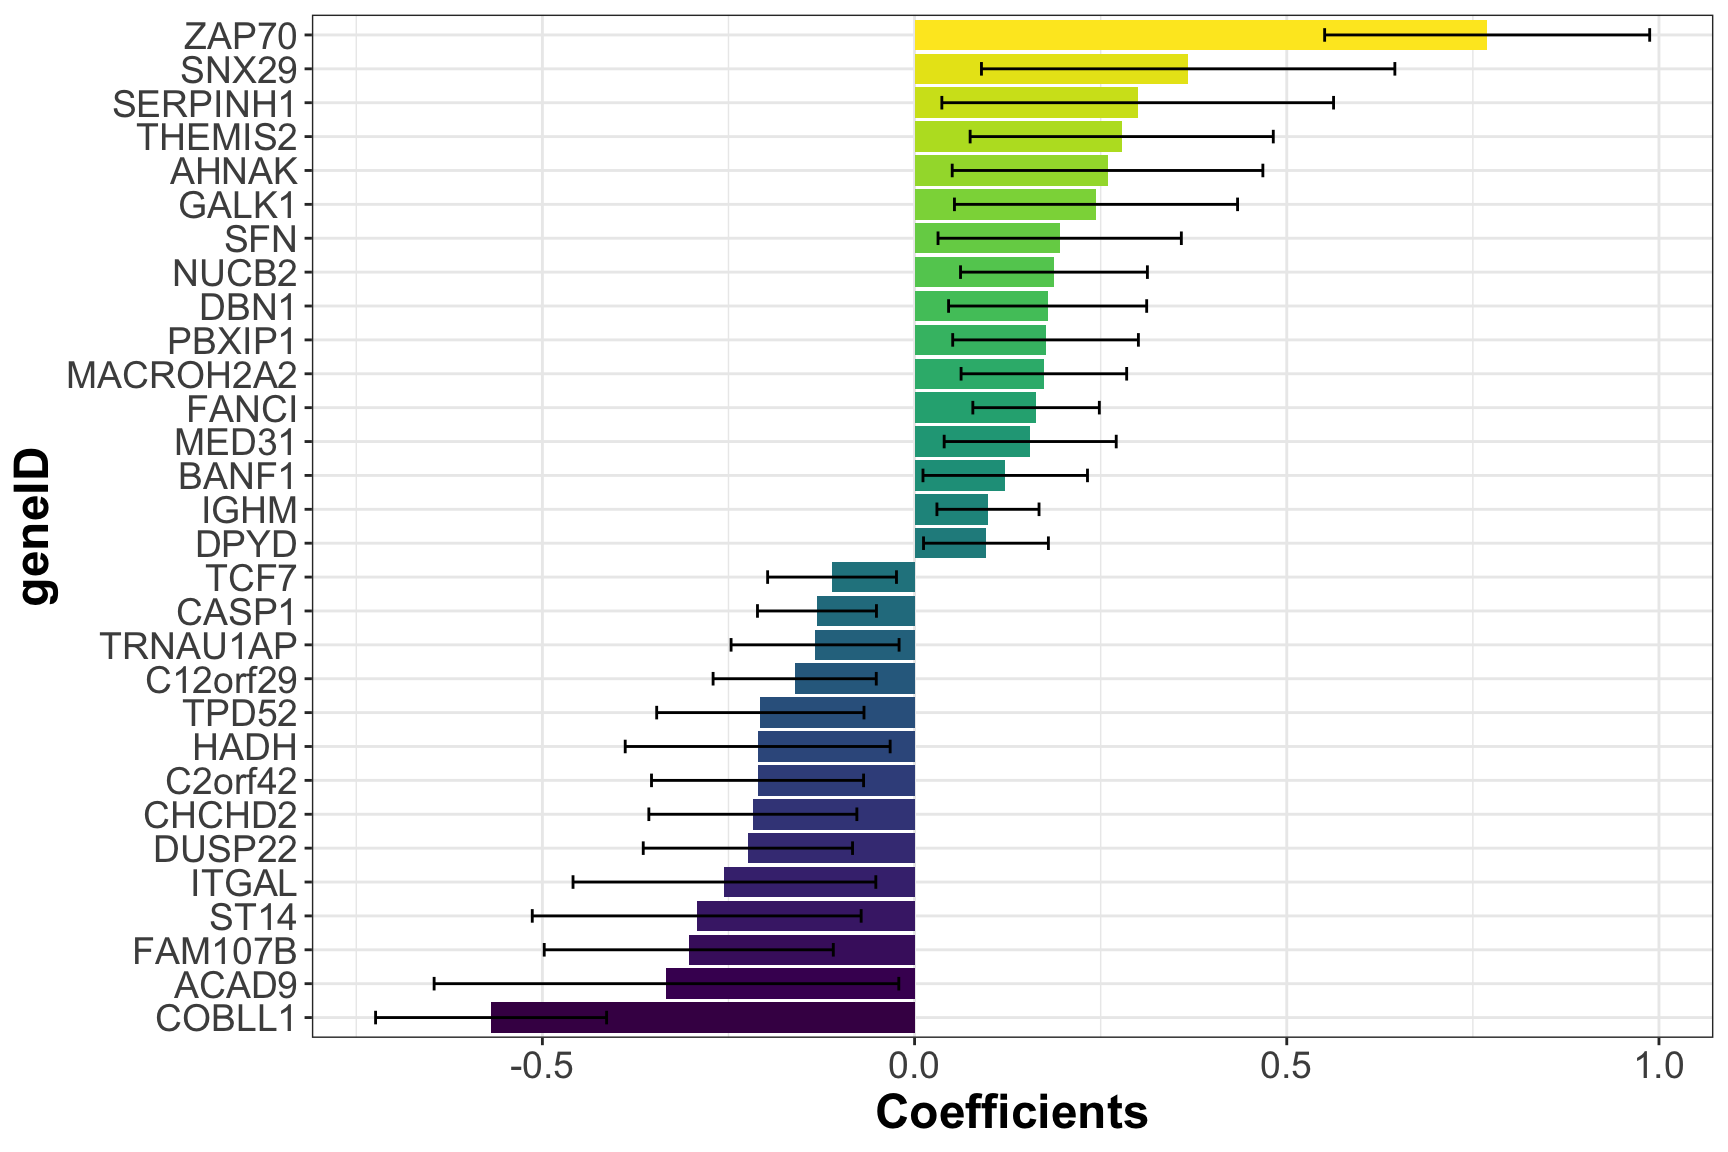 geneID
ZAP70
SNX29
SERPINH1
THEMIS2
AHNAK
GALK1
SFN
NUCB2
DBN1
PBXIP1
MACROH2A2
FANCI
MED31
BANF1
IGHM
DPYD
TCF7
CASP1
TRNAU1AP
C12orf29
TPD52
HADH
C2orf42
CHCHD2
DUSP22
ITGAL
ST14
FAM107B
ACAD9
COBLL1
-0.5 0.0 0.5 1.0
Coefficients